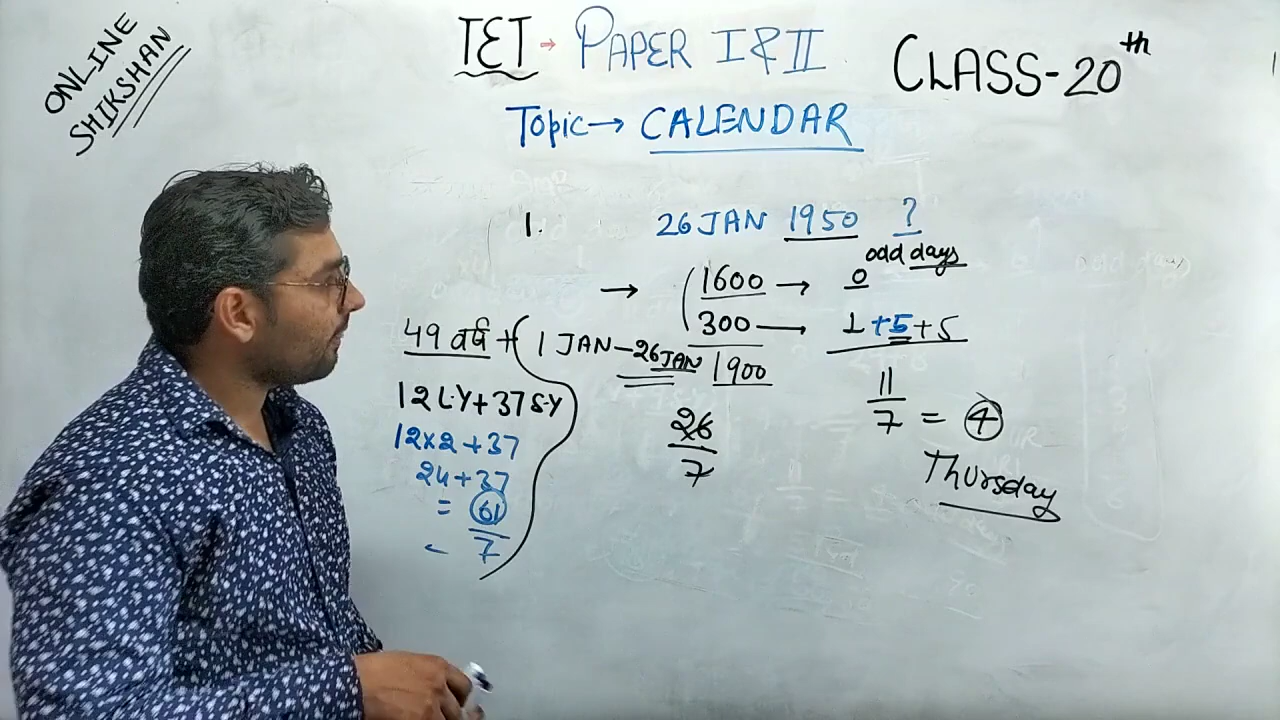 ONLINE
SHIKSHAN
TET → PAPER I & II
CLASS-20th
Topic → CALENDAR
1. 26 JAN 1950 ?
odd days
→ 1600 → 0
300 → 1+5+5
49 वर्ष + ( 1 JAN-26 JAN 1900
11/7 = 4
12 L.Y + 37 S.Y
26/7
12x2 + 37
24 + 37
Thursday
= 61/7